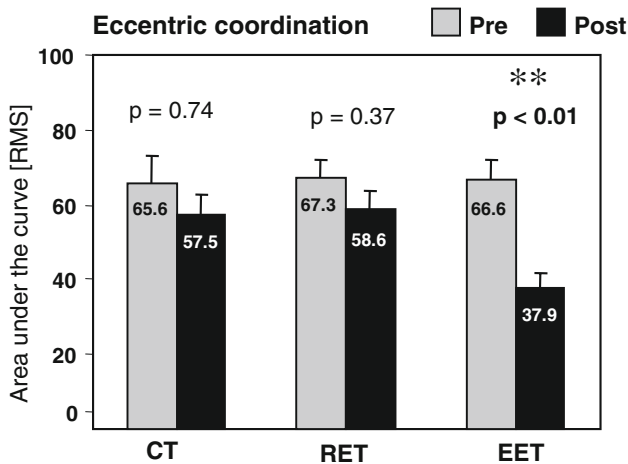 Eccentric coordination Pre Post
Area under the curve [RMS]
100
80
60
40
20
0
p = 0.74
p = 0.37
**
p < 0.01
65.6
57.5
67.3
58.6
66.6
37.9
CT RET EET